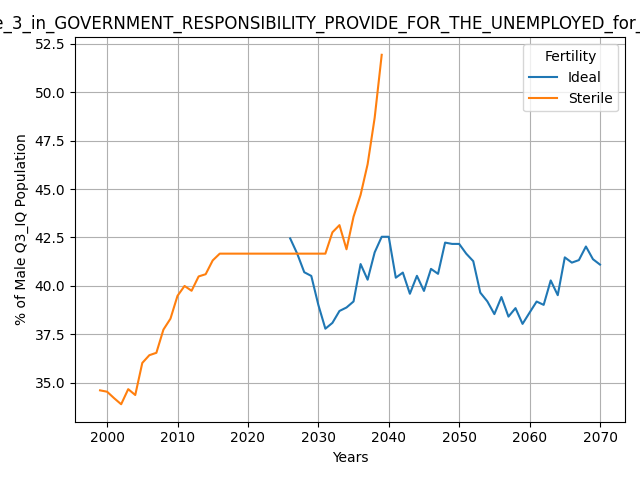 e_3_in_GOVERNMENT_RESPONSIBILITY_PROVIDE_FOR_THE_UNEMPLOYED_for_
52.5
50.0
47.5
45.0
42.5
40.0
37.5
35.0
% of Male Q3_IQ Population
Fertility
Ideal
Sterile
2000 2010 2020 2030 2040 2050 2060 2070
Years